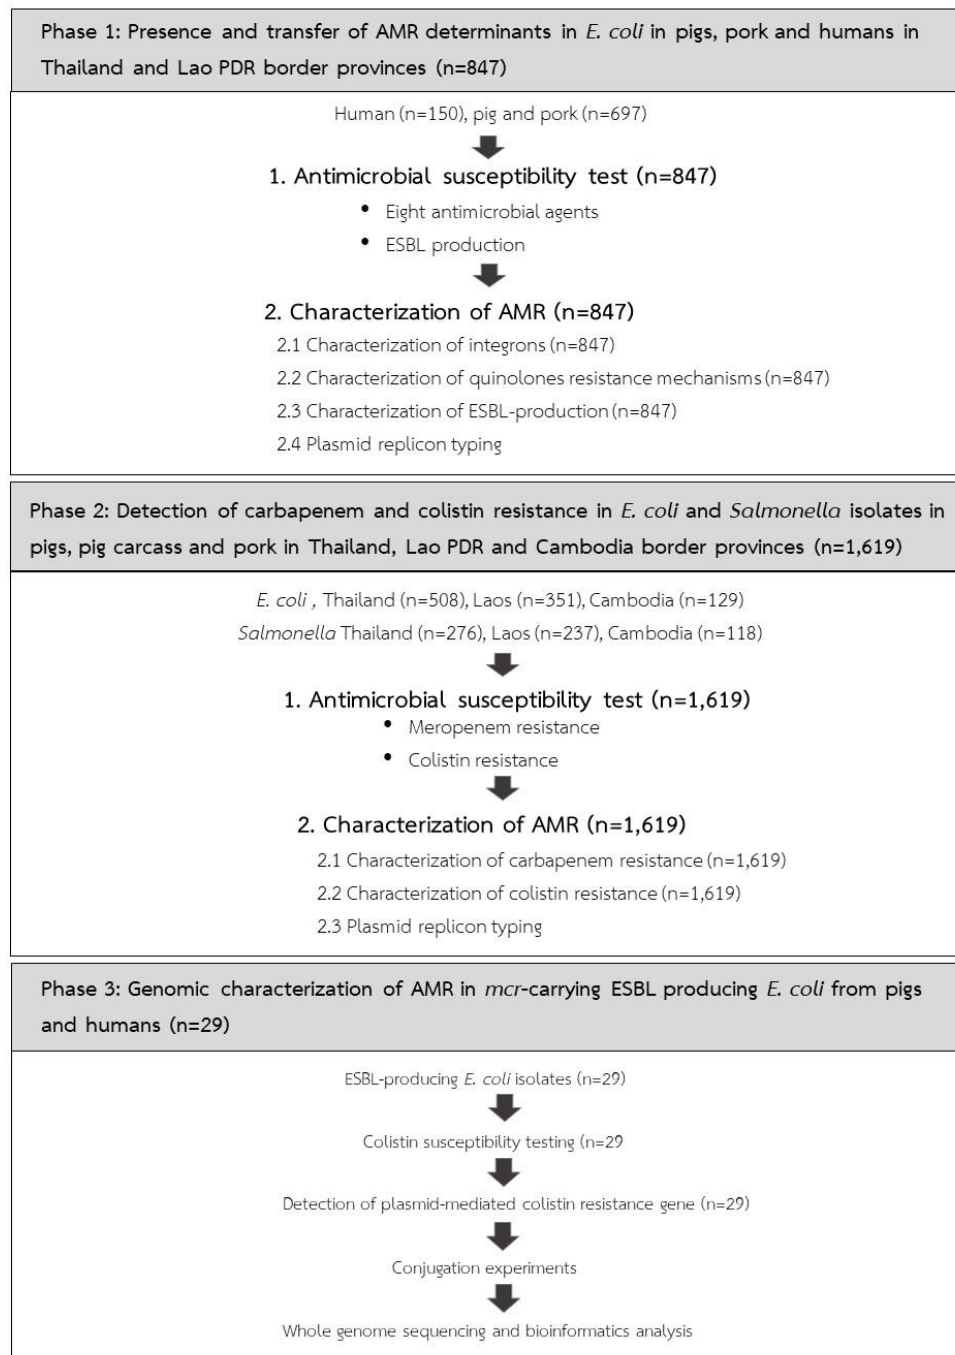 Phase 1: Presence and transfer of AMR determinants in E. coli in pigs, pork and humans in
Thailand and Lao PDR border provinces (n=847)
Human (n=150), pig and pork (n=697)
1. Antimicrobial susceptibility test (n=847)
• Eight antimicrobial agents
• ESBL production
2. Characterization of AMR (n=847)
2.1 Characterization of integrons (n=847)
2.2 Characterization of quinolones resistance mechanisms (n=847)
2.3 Characterization of ESBL-production (n=847)
2.4 Plasmid replicon typing
Phase 2: Detection of carbapenem and colistin resistance in E. coli and Salmonella isolates in
pigs, pig carcass and pork in Thailand, Lao PDR and Cambodia border provinces (n=1,619)
E. coli , Thailand (n=508), Laos (n=351), Cambodia (n=129)
Salmonella Thailand (n=276), Laos (n=237), Cambodia (n=118)
1. Antimicrobial susceptibility test (n=1,619)
• Meropenem resistance
• Colistin resistance
2. Characterization of AMR (n=1,619)
2.1 Characterization of carbapenem resistance (n=1,619)
2.2 Characterization of colistin resistance (n=1,619)
2.3 Plasmid replicon typing
Phase 3: Genomic characterization of AMR in mcr-carrying ESBL producing E. coli from pigs
and humans (n=29)
ESBL-producing E. coli isolates (n=29)
Colistin susceptibility testing (n=29
Detection of plasmid-mediated colistin resistance gene (n=29)
Conjugation experiments
Whole genome sequencing and bioinformatics analysis